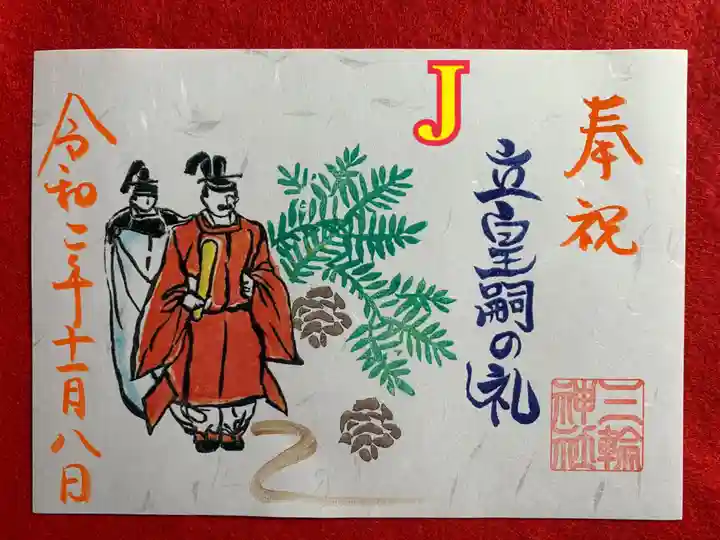 J
奉祝
立皇嗣の礼
三輪神社
令和二年十一月八日